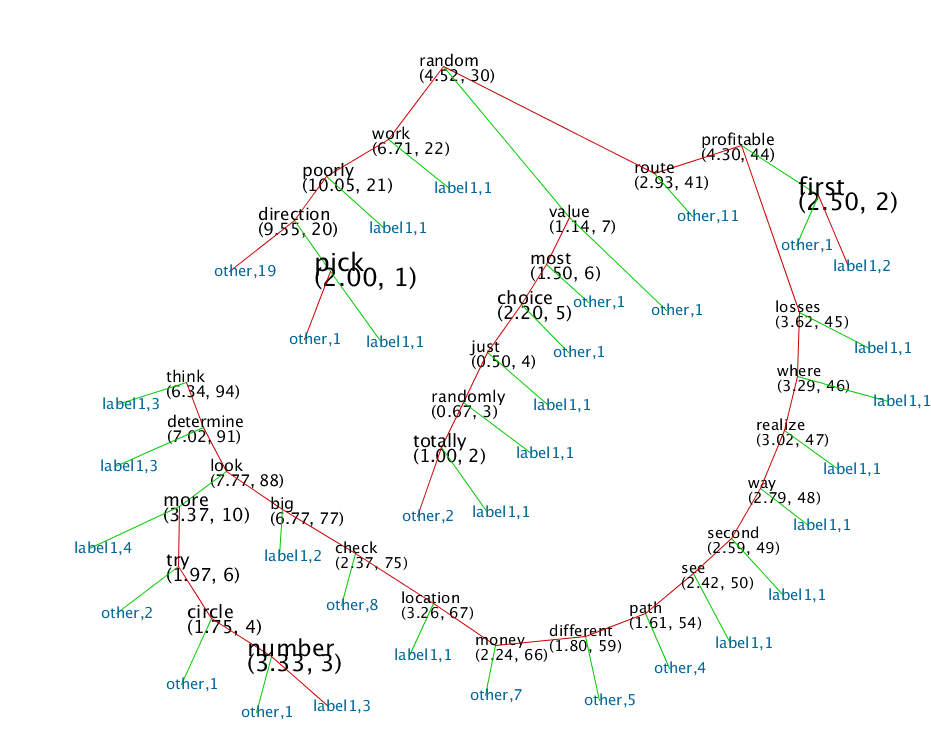 random
(4.52, 30)
work
(6.71, 22)
profitable
(4.30, 44)
poorly
(10.05, 21)
label1,1
route
(2.93, 41)
first
(2.50, 2)
direction
(9.55, 20)
label1,1
value
(1.14, 7)
other,11
other,1
label1,2
other,19
pick
(2.00, 1)
most
(1.50, 6)
choice
(2.20, 5)
other,1
other,1
losses
(3.62, 45)
other,1
label1,1
just
(0.50, 4)
other,1
label1,1
think
(6.34, 94)
where
(3.29, 46)
label1,3
randomly
(0.67, 3)
label1,1
label1,1
determine
(7.02, 91)
totally
(1.00, 2)
label1,1
realize
(3.02, 47)
label1,3
look
(7.77, 88)
label1,1
more
(3.37, 10)
big
(6.77, 77)
other,2
label1,1
way
(2.79, 48)
label1,1
label1,4
label1,2
check
(2.37, 75)
second
(2.59, 49)
try
(1.97, 6)
see
(2.42, 50)
label1,1
other,2
circle
(1.75, 4)
other,8
location
(3.26, 67)
path
(1.61, 54)
number
(3.33, 3)
label1,1
money
(2.24, 66)
different
(1.80, 59)
label1,1
other,1
other,4
other,1
label1,3
other,7
other,5